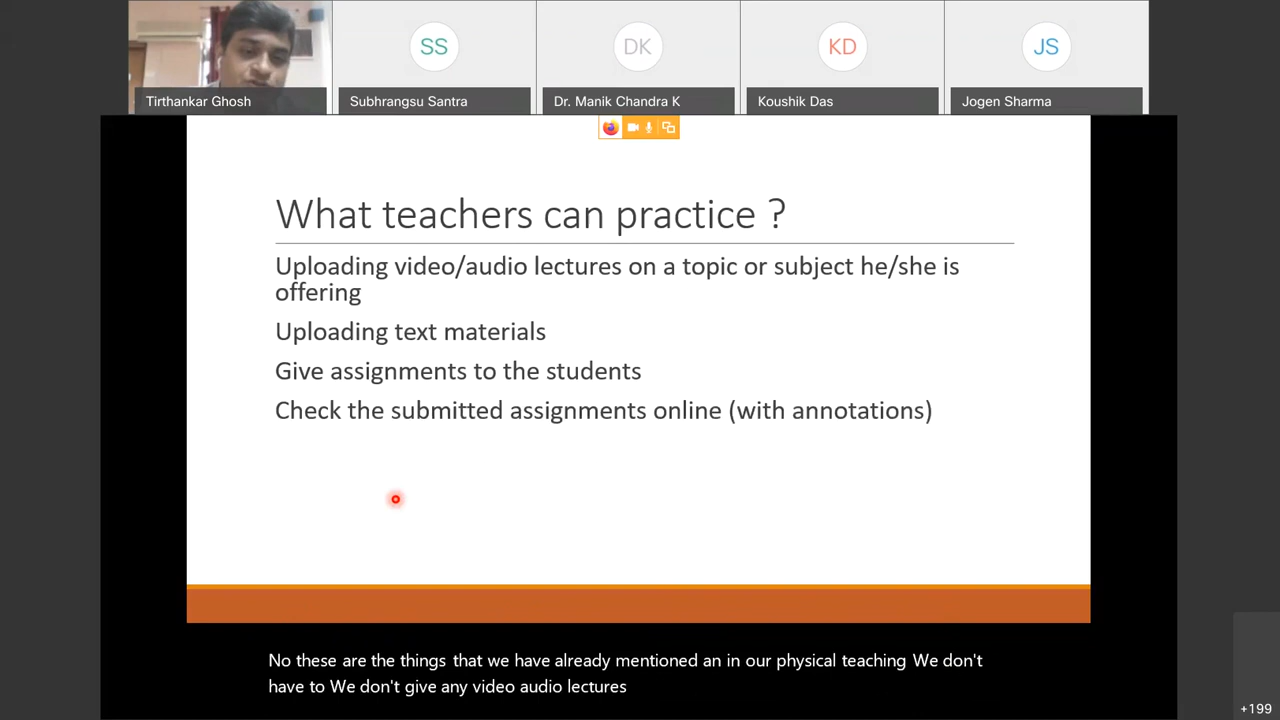 SS
DK
KD
JS
Tirthankar Ghosh
Subhrangsu Santra
Dr. Manik Chandra K
Koushik Das
Jogen Sharma
What teachers can practice ?
Uploading video/audio lectures on a topic or subject he/she is
offering
Uploading text materials
Give assignments to the students
Check the submitted assignments online (with annotations)
No these are the things that we have already mentioned an in our physical teaching We don't
have to We don't give any video audio lectures
+199